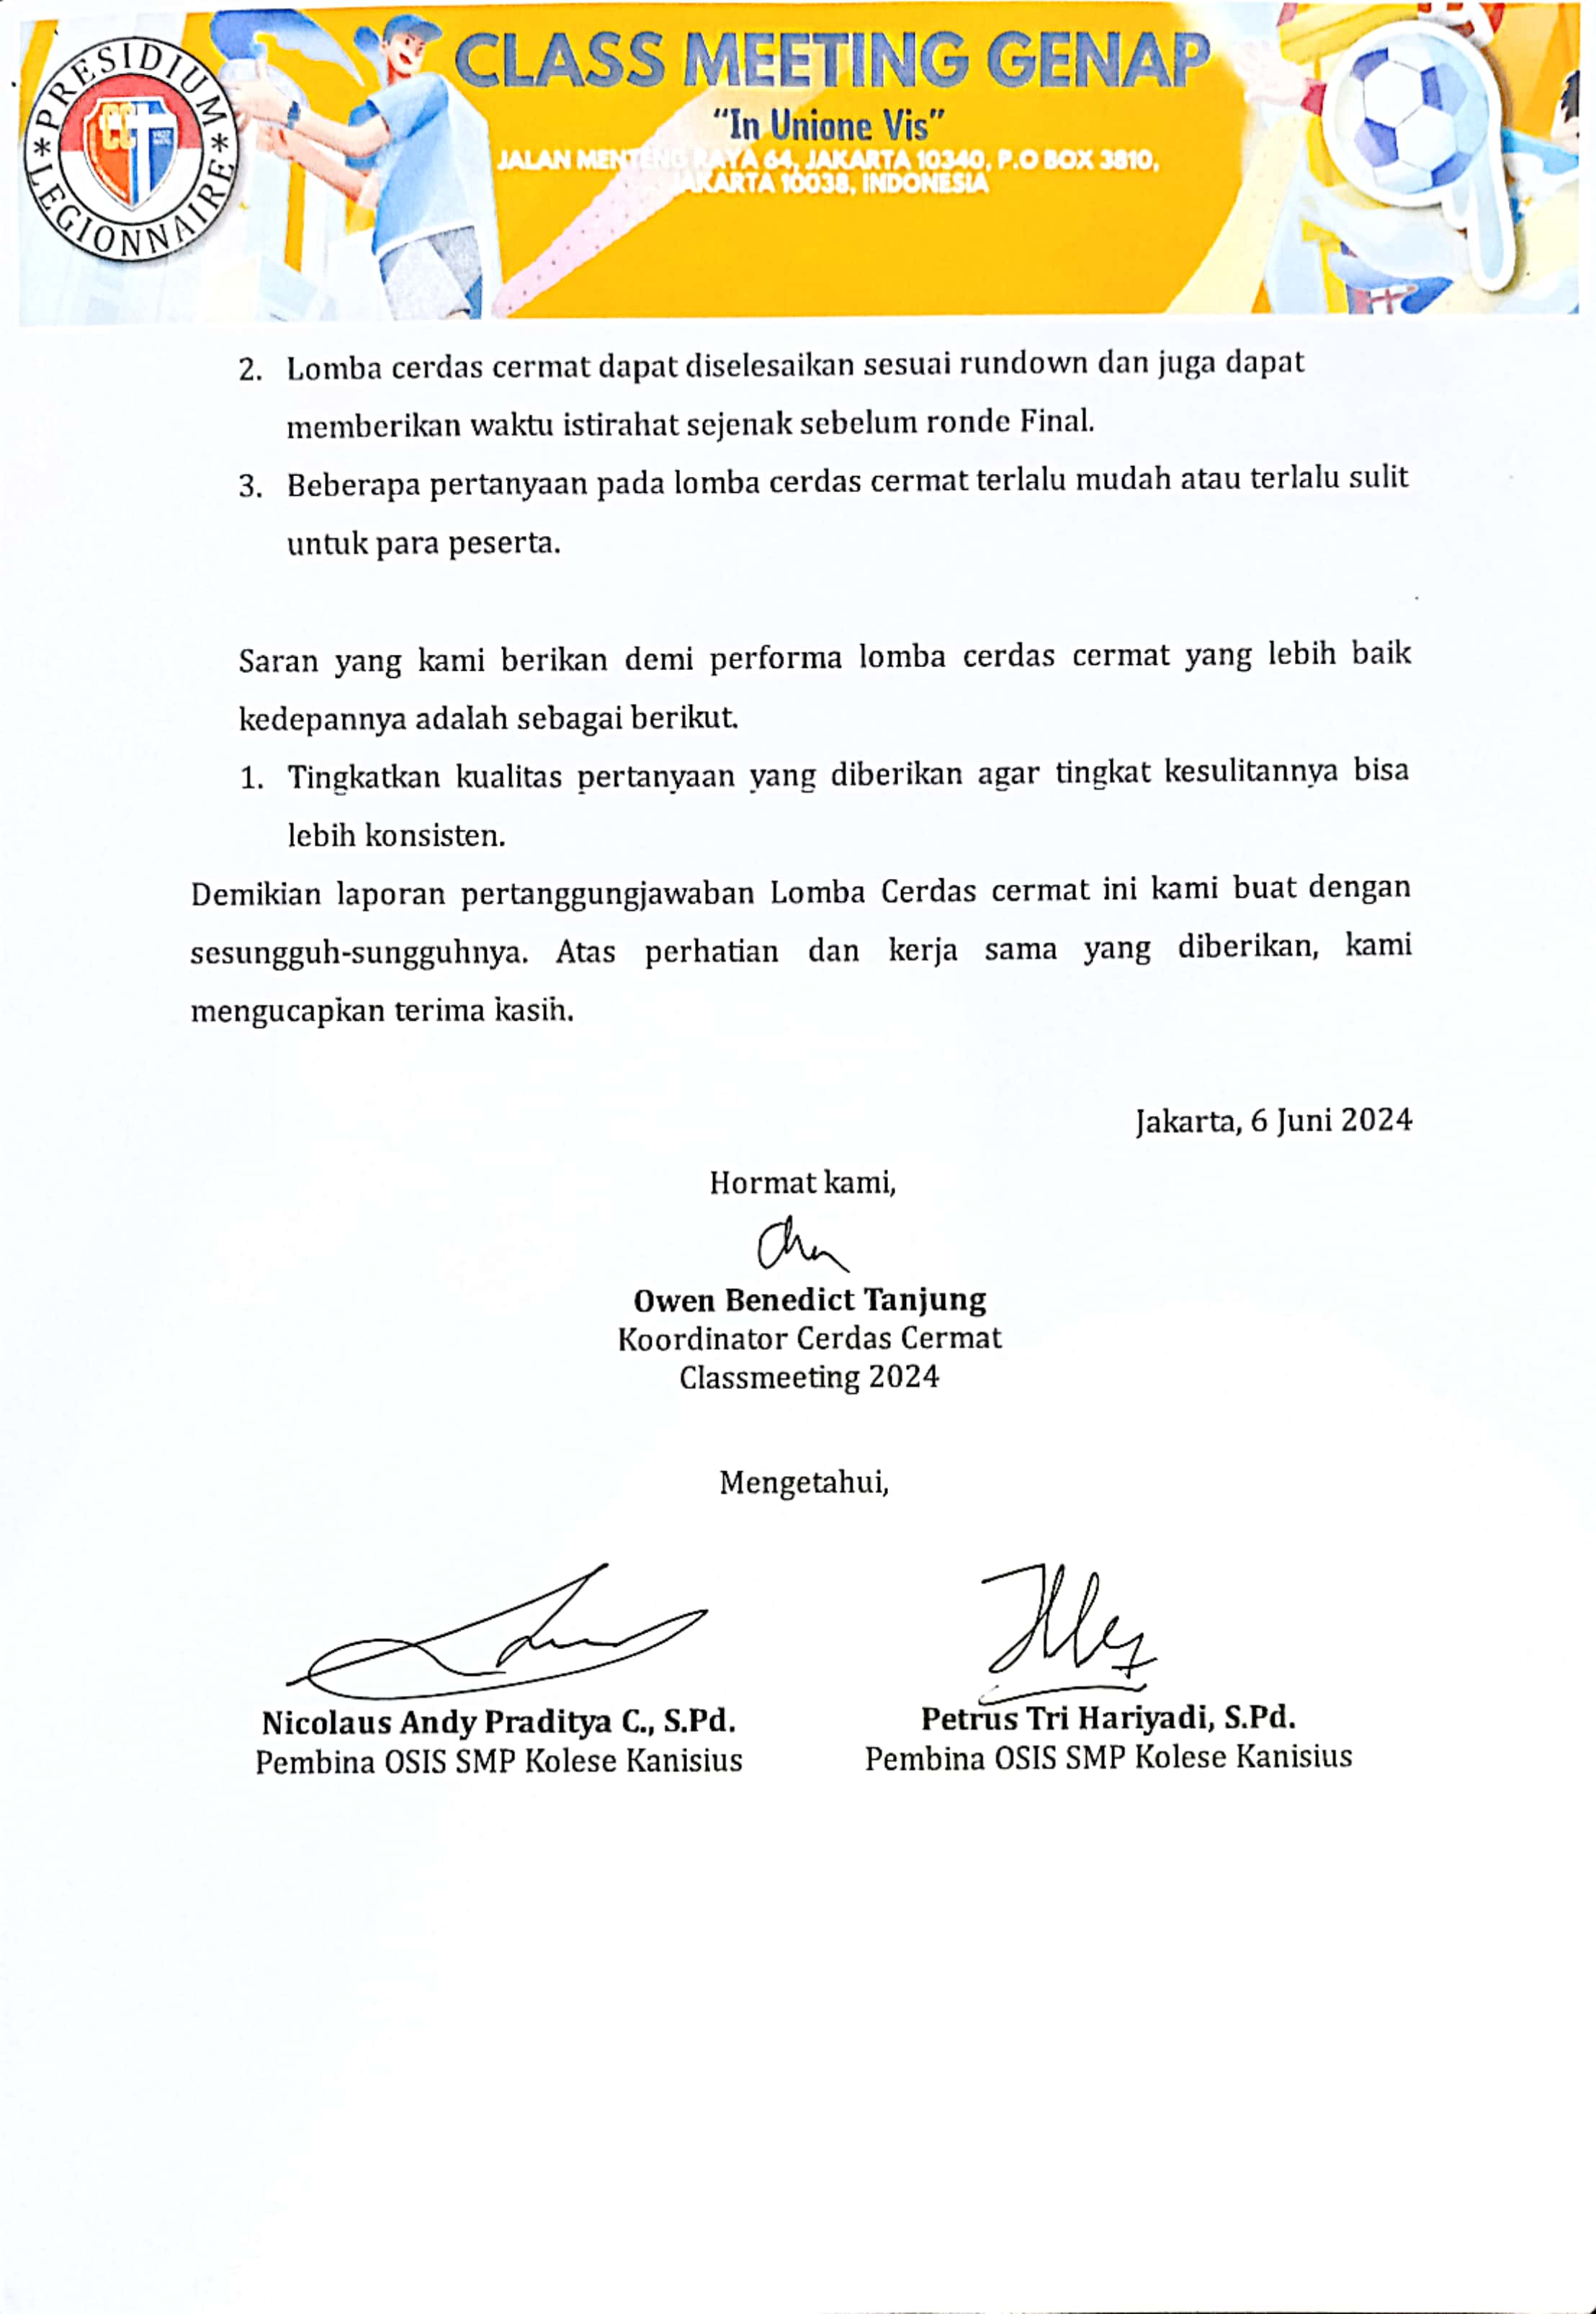 PRESIDIUM
LEGIONNAIRE
CC
CLASS MEETING GENAP
“In Unione Vis”
JALAN MENTENG RAYA 64, JAKARTA 10340, P.O BOX 3810,
JAKARTA 10038, INDONESIA
2. Lomba cerdas cermat dapat diselesaikan sesuai rundown dan juga dapat
memberikan waktu istirahat sejenak sebelum ronde Final.
3. Beberapa pertanyaan pada lomba cerdas cermat terlalu mudah atau terlalu sulit
untuk para peserta.
Saran yang kami berikan demi performa lomba cerdas cermat yang lebih baik
kedepannya adalah sebagai berikut.
1. Tingkatkan kualitas pertanyaan yang diberikan agar tingkat kesulitannya bisa
lebih konsisten.
Demikian laporan pertanggungjawaban Lomba Cerdas cermat ini kami buat dengan
sesungguh-sungguhnya. Atas perhatian dan kerja sama yang diberikan, kami
mengucapkan terima kasih.
Jakarta, 6 Juni 2024
Hormat kami,
Owen Benedict Tanjung
Koordinator Cerdas Cermat
Classmeeting 2024
Mengetahui,
Nicolaus Andy Praditya C., S.Pd.
Pembina OSIS SMP Kolese Kanisius
Petrus Tri Hariyadi, S.Pd.
Pembina OSIS SMP Kolese Kanisius